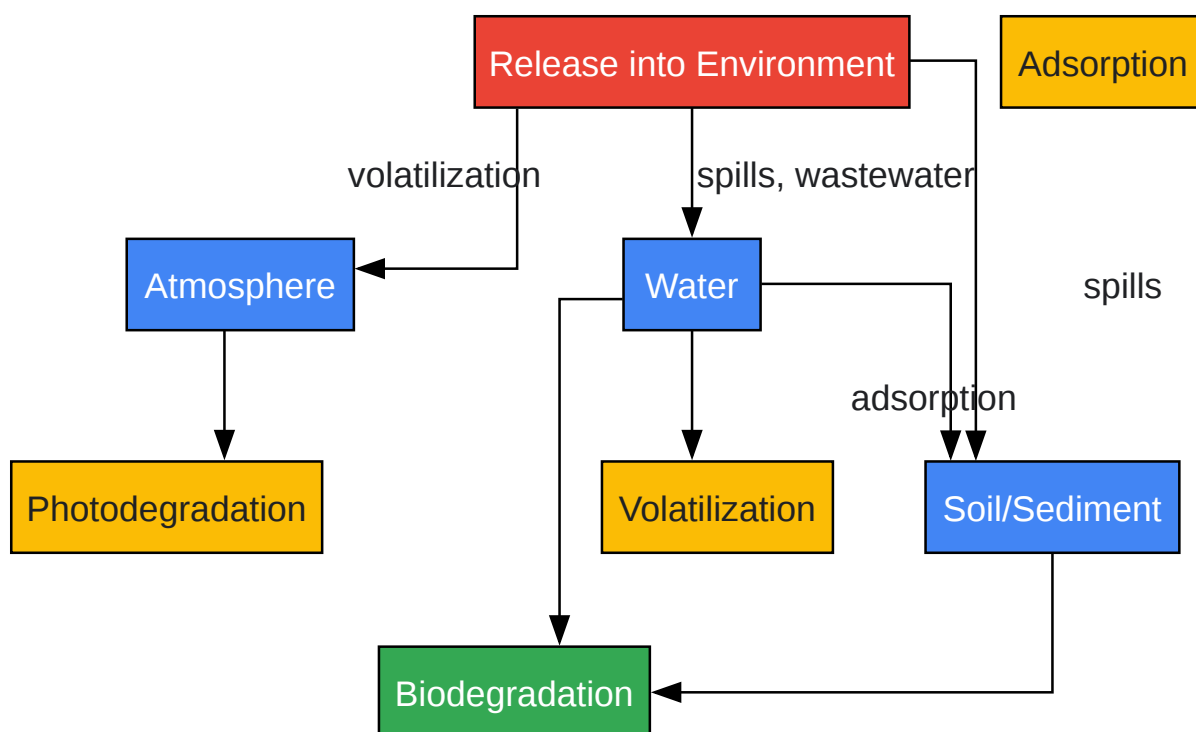 Release into Environment
Adsorption
volatilization
spills, wastewater
Atmosphere
Water
spills
adsorption
Photodegradation
Volatilization
Soil/Sediment
Biodegradation